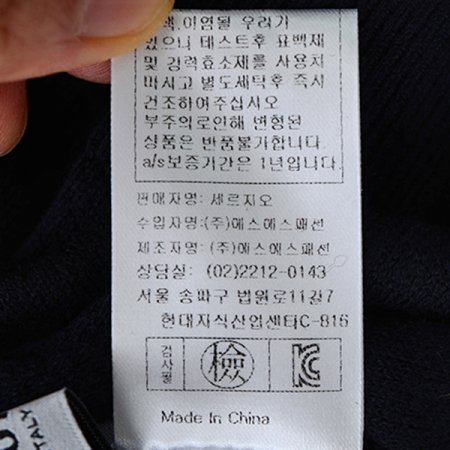 색.이염될 우려가
있으니 테스트후 표백재
및 강력효소제를 사용치
마시고 별도세탁후 즉시
건조하여주십시오
부주의로인해 변형된
상품은 반품불가합니다.
a/s보증기간은 1년입니다.
판매자명: 세르지오
수입자명:(주)에스에스패션
제조자명: (주)에스에스패션
상담실: (02)2212-0143
서울 송파구 법원로11길7
현대지식산업센타C-816
검사필 檢 KC
Made In China
ITALY